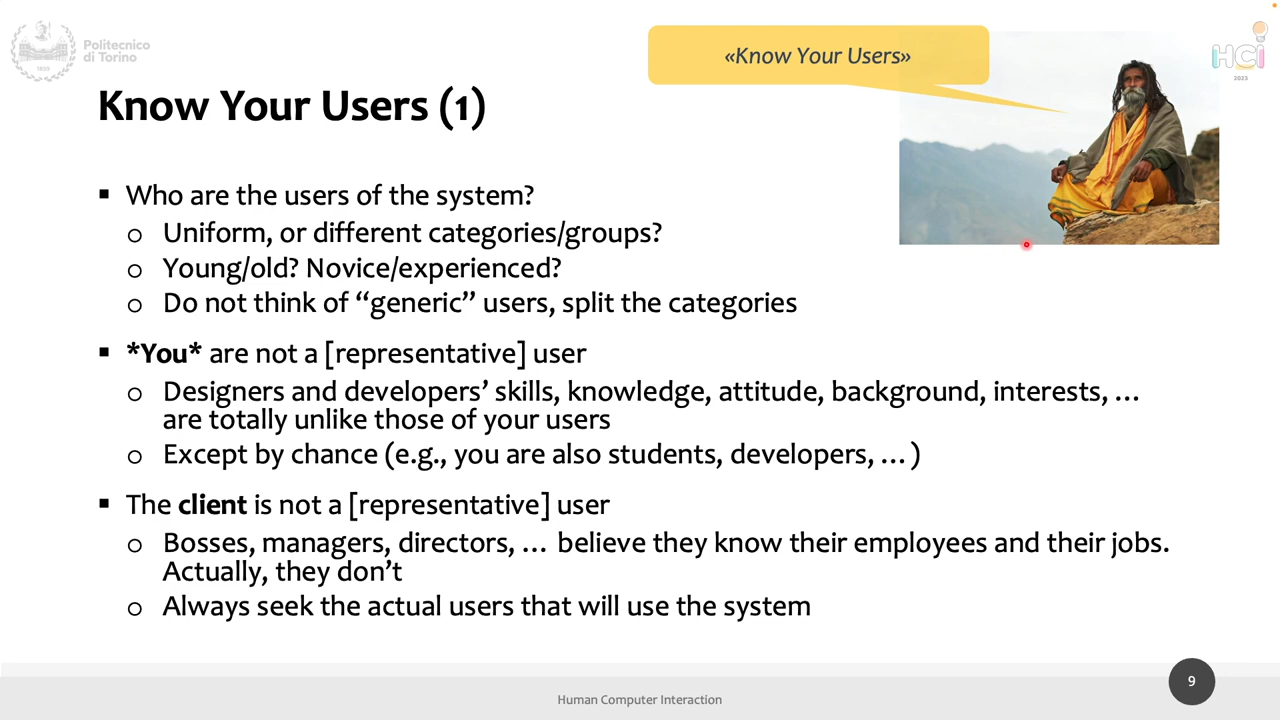 Politecnico
di Torino
1859
«Know Your Users»
HCI
2023
Know Your Users (1)
▪ Who are the users of the system?
o Uniform, or different categories/groups?
o Young/old? Novice/experienced?
o Do not think of “generic” users, split the categories
▪ *You* are not a [representative] user
o Designers and developers’ skills, knowledge, attitude, background, interests, …
are totally unlike those of your users
o Except by chance (e.g., you are also students, developers, … )
▪ The client is not a [representative] user
o Bosses, managers, directors, … believe they know their employees and their jobs.
Actually, they don’t
o Always seek the actual users that will use the system
Human Computer Interaction
9